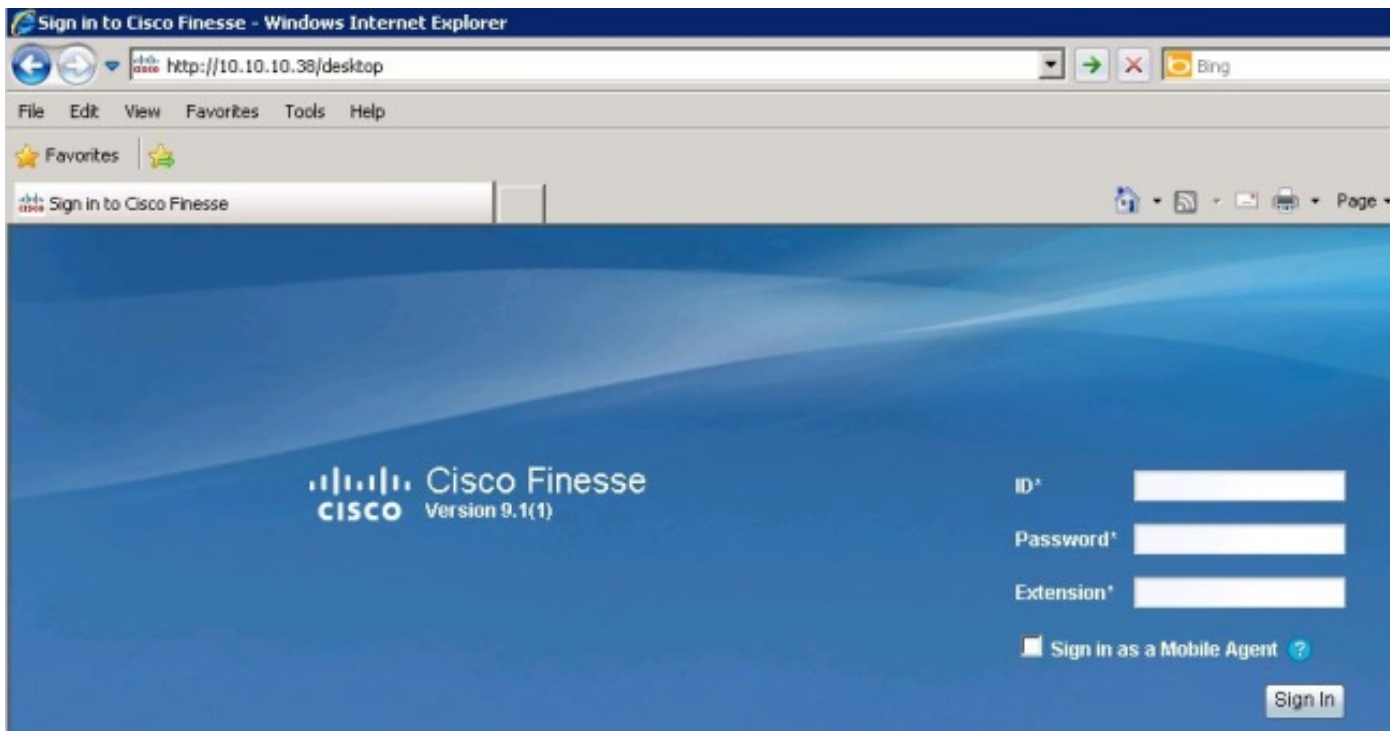 Sign in to Cisco Finesse - Windows Internet Explorer
http://10.10.10.38/desktop
Bing
File Edit View Favorites Tools Help
Favorites
Sign in to Cisco Finesse
Page
CISCO
Cisco Finesse
Version 9.1(1)
ID*
Password*
Extension*
Sign in as a Mobile Agent ?
Sign In